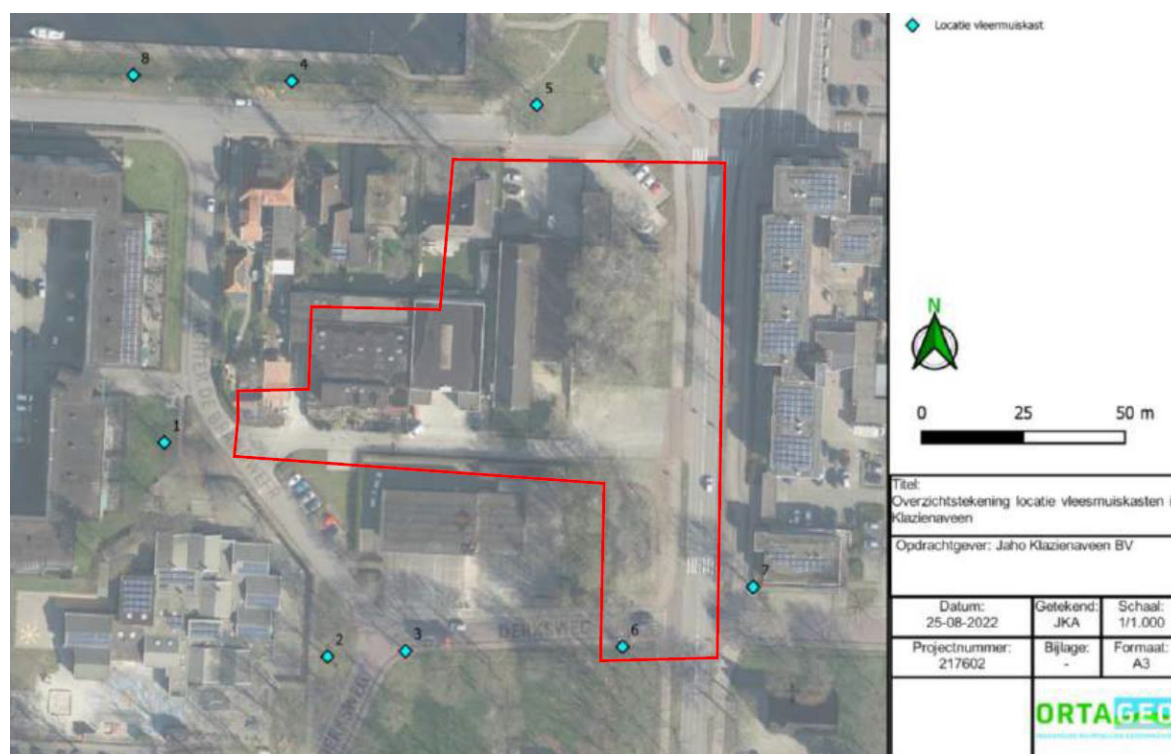 Locatie vleermuiskast
8
4
5
1
7
6
2
3
N
0 25 50 m
Titel:
Overzichtstekening locatie vleesmuiskasten i
Klazienaveen
Opdrachtgever: Jaho Klazienaveen BV
Datum: Getekend: Schaal:
25-08-2022 JKA 1/1.000
Projectnummer: Bijlage: Formaat:
217602 - A3
ORTAGEO